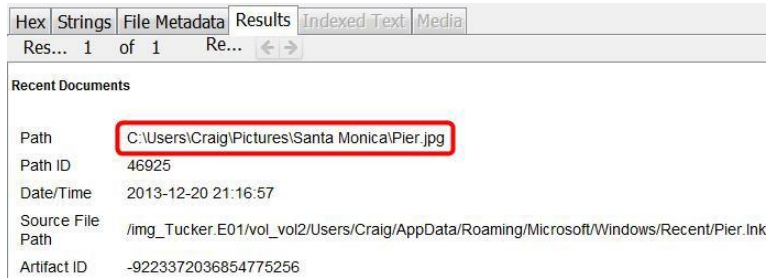 Hex Strings File Metadata Results Indexed Text Media
Res... 1 of 1 Re...
Recent Documents
Path C:\Users\Craig\Pictures\Santa Monica\Pier.jpg
Path ID 46925
Date/Time 2013-12-20 21:16:57
Source File
Path /img_Tucker.E01/vol_vol2/Users/Craig/AppData/Roaming/Microsoft/Windows/Recent/Pier.lnk
Artifact ID -9223372036854775256